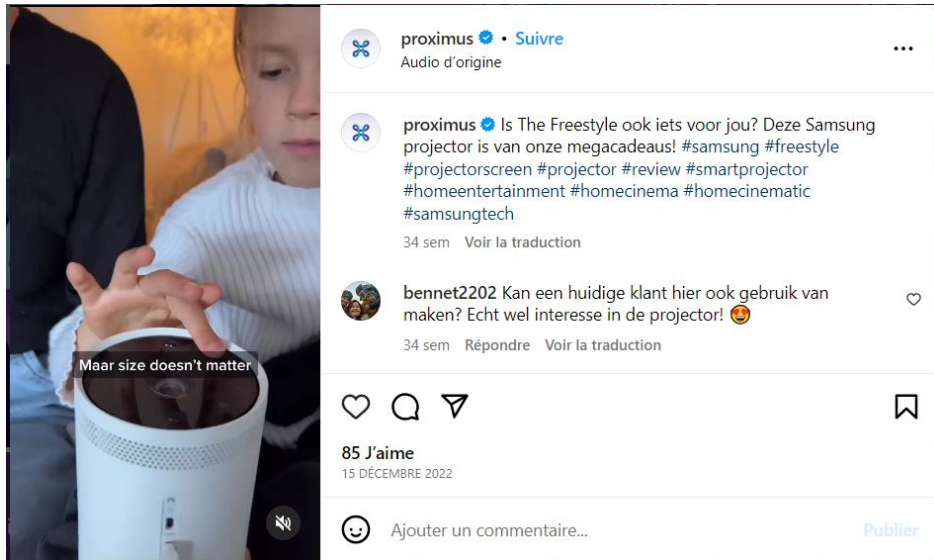 proximus • Suivre
Audio d'origine
proximus Is The Freestyle ook iets voor jou? Deze Samsung
projector is van onze megacadeaus! #samsung #freestyle
#projectorscreen #projector #review #smartprojector
#homeentertainment #homecinema #homecinematic
#samsungtech
34 sem Voir la traduction
bennet2202 Kan een huidige klant hier ook gebruik van
maken? Echt wel interesse in de projector! 😍
34 sem Répondre Voir la traduction
Maar size doesn't matter
85 J'aime
15 DÉCEMBRE 2022
Ajouter un commentaire...
Publier